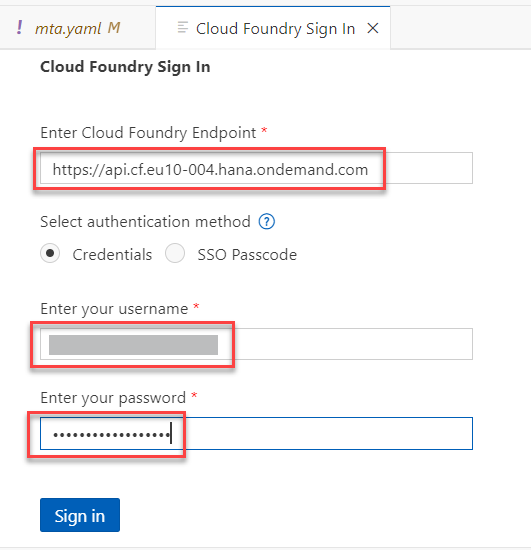 ! mta.yaml M
Cloud Foundry Sign In ×
Cloud Foundry Sign In
Enter Cloud Foundry Endpoint *
https://api.cf.eu10-004.hana.ondemand.com
Select authentication method ?
Credentials SSO Passcode
Enter your username *
Enter your password *
••••••••••••••••••
Sign in